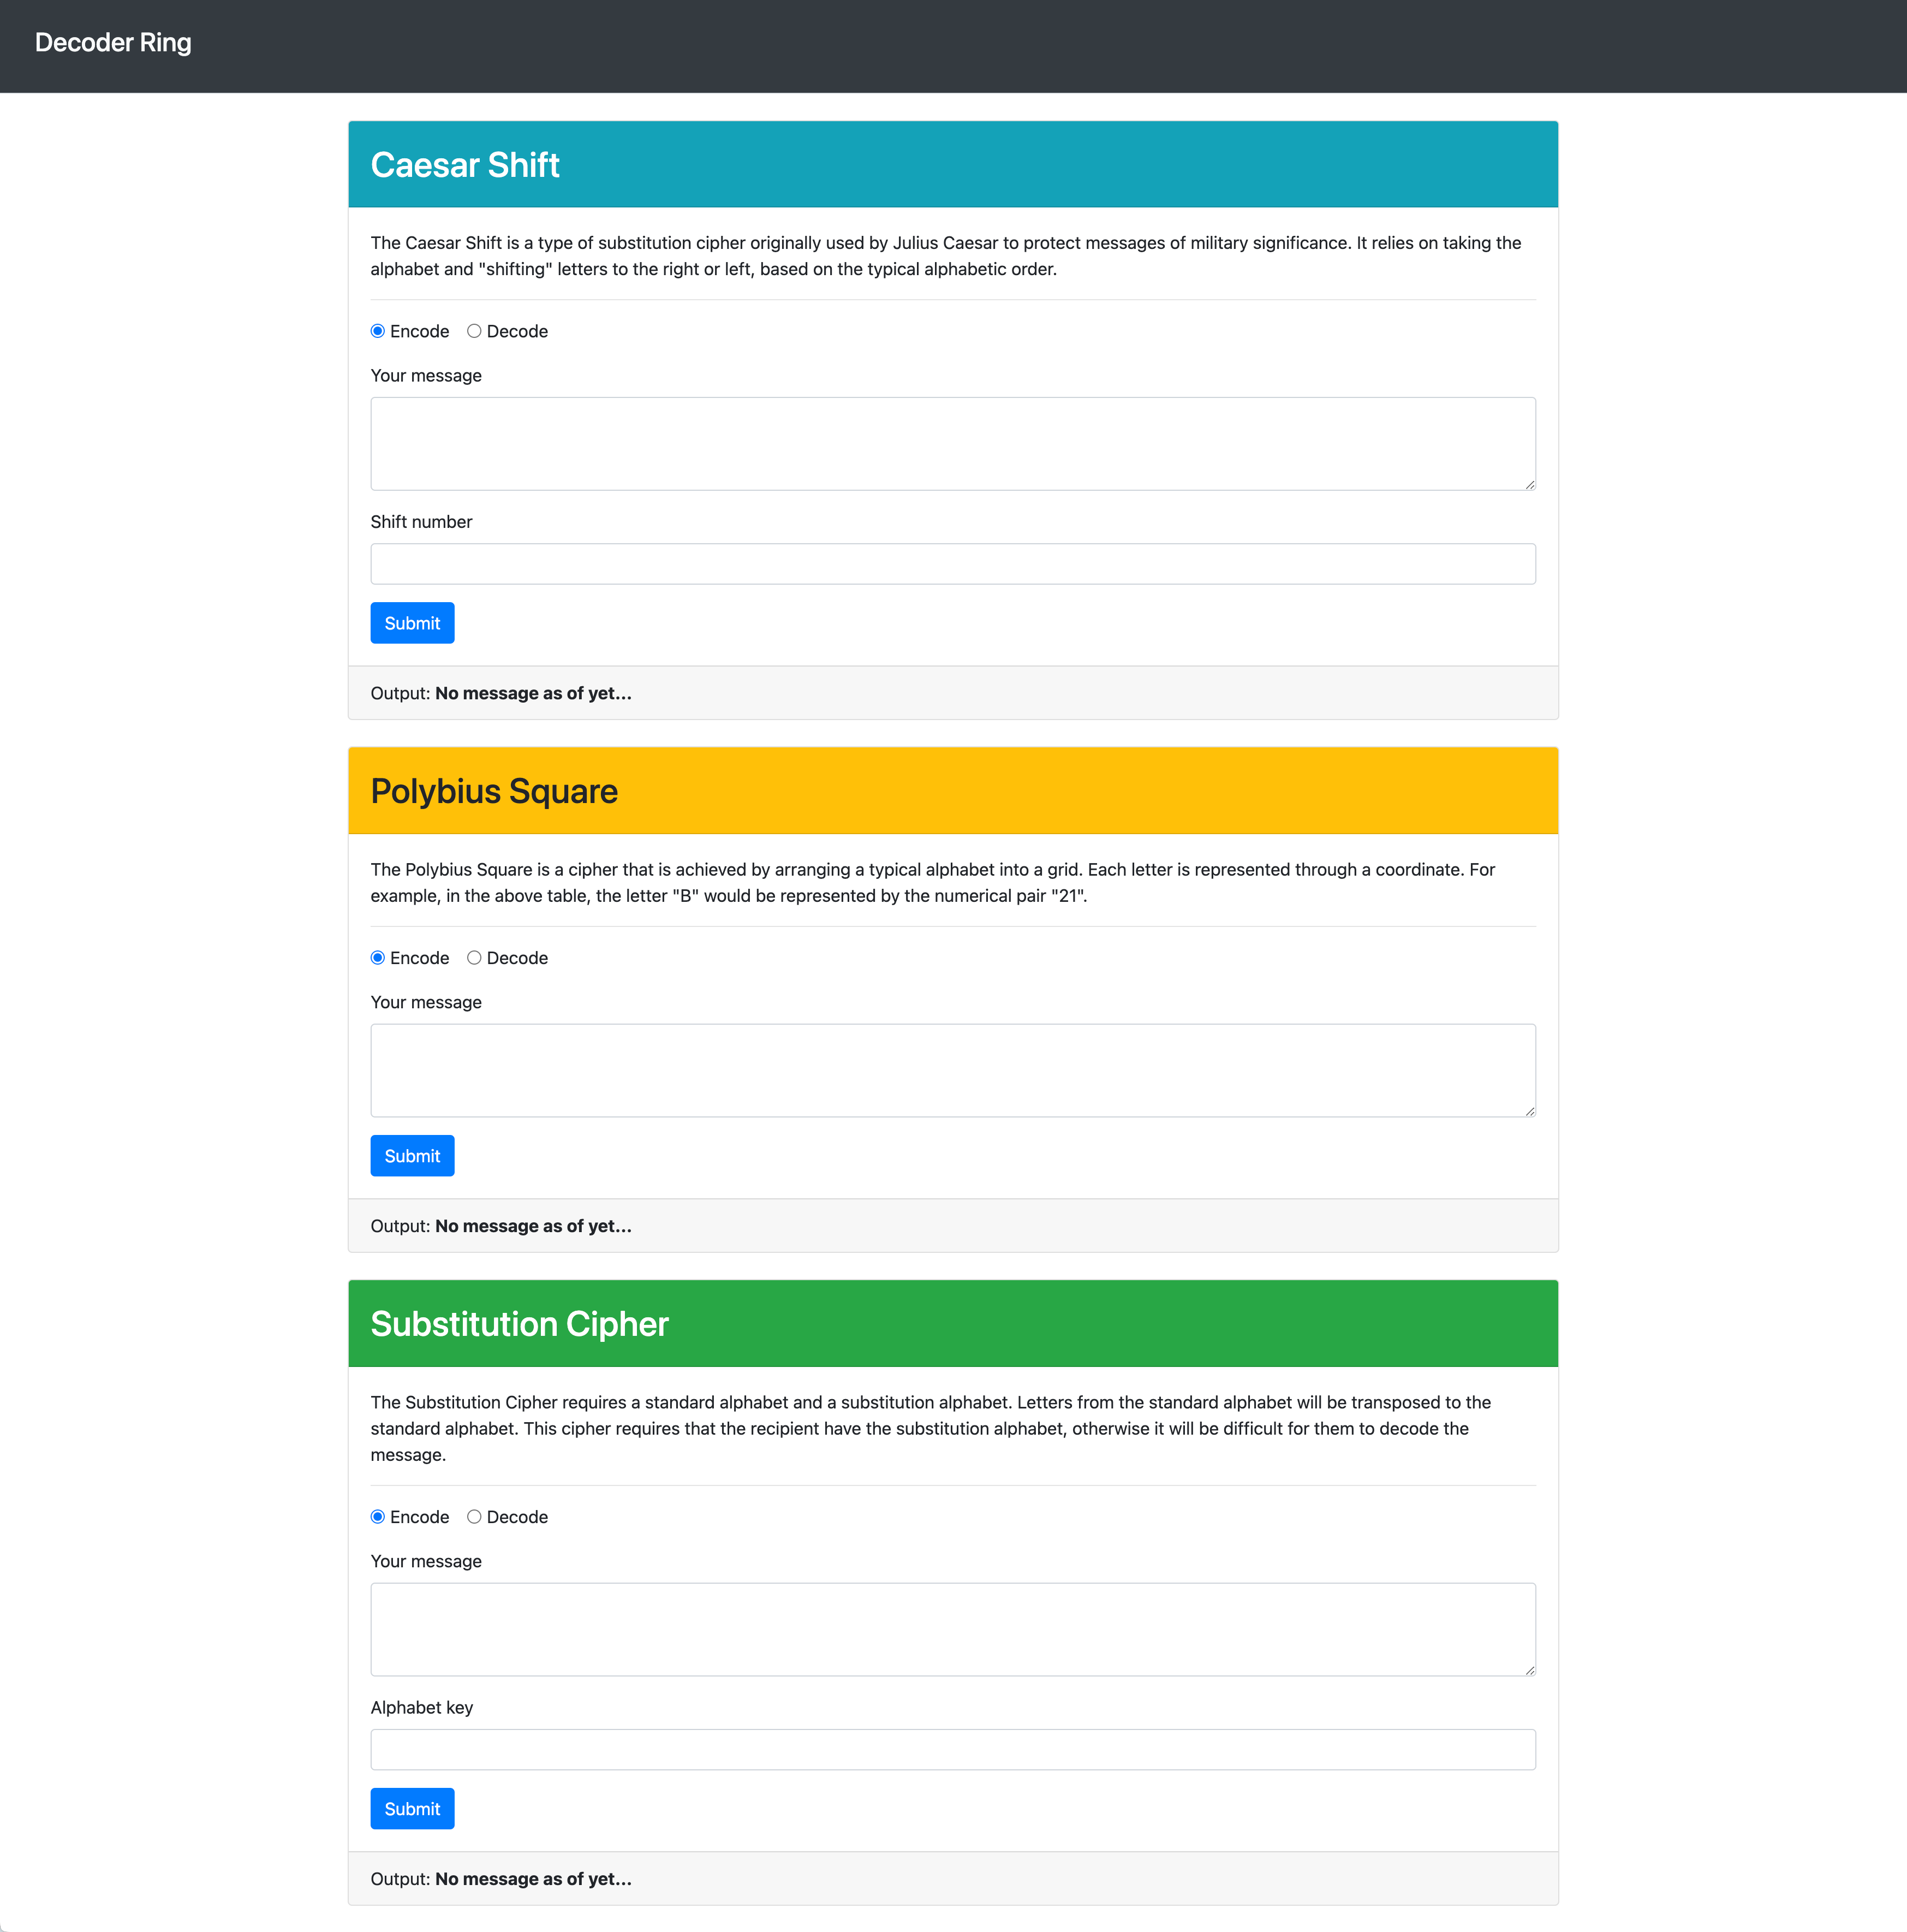 Decoder Ring
Caesar Shift
The Caesar Shift is a type of substitution cipher originally used by Julius Caesar to protect messages of military significance. It relies on taking the
alphabet and "shifting" letters to the right or left, based on the typical alphabetic order.
Encode Decode
Your message
Shift number
Submit
Output: No message as of yet...
Polybius Square
The Polybius Square is a cipher that is achieved by arranging a typical alphabet into a grid. Each letter is represented through a coordinate. For
example, in the above table, the letter "B" would be represented by the numerical pair "21".
Encode Decode
Your message
Submit
Output: No message as of yet...
Substitution Cipher
The Substitution Cipher requires a standard alphabet and a substitution alphabet. Letters from the standard alphabet will be transposed to the
standard alphabet. This cipher requires that the recipient have the substitution alphabet, otherwise it will be difficult for them to decode the
message.
Encode Decode
Your message
Alphabet key
Submit
Output: No message as of yet...